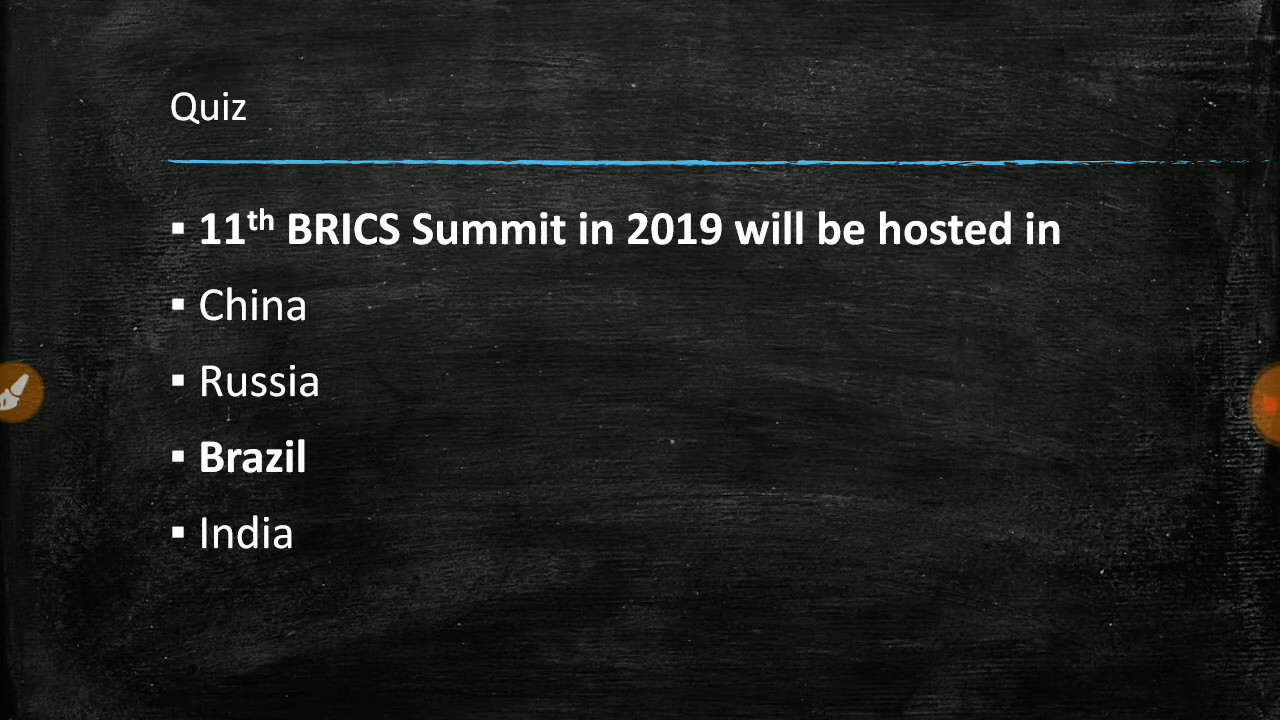 Quiz
▪ 11th BRICS Summit in 2019 will be hosted in
▪ China
▪ Russia
▪ Brazil
▪ India